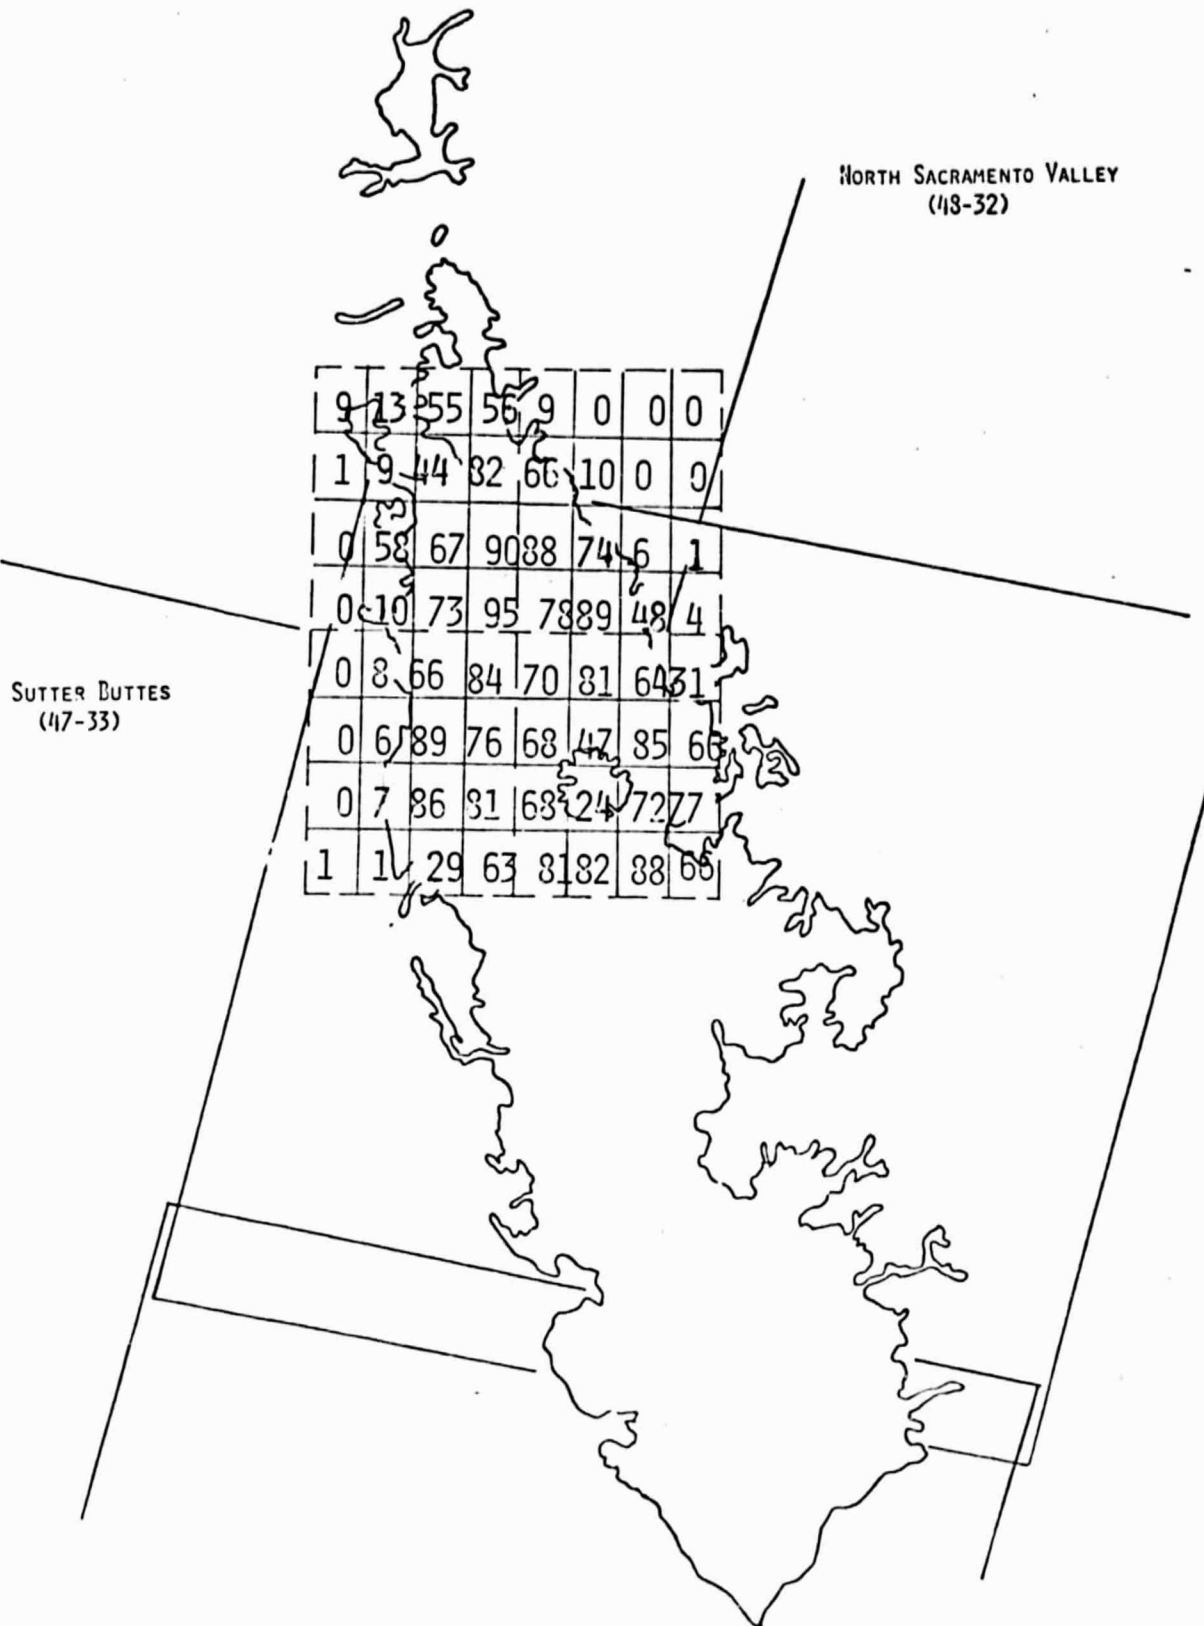 NORTH SACRAMENTO VALLEY
(48-32)
9 13 55 56 9 0 0 0
1 9 44 82 66 10 0 0
0 58 67 90 88 74 6 1
0 10 73 95 78 89 48 4
0 8 66 84 70 81 64 31
SUTTER BUTTES
(47-33)
0 6 89 76 68 47 85 66
0 7 86 81 68 24 72 77
1 1 29 63 81 82 88 66